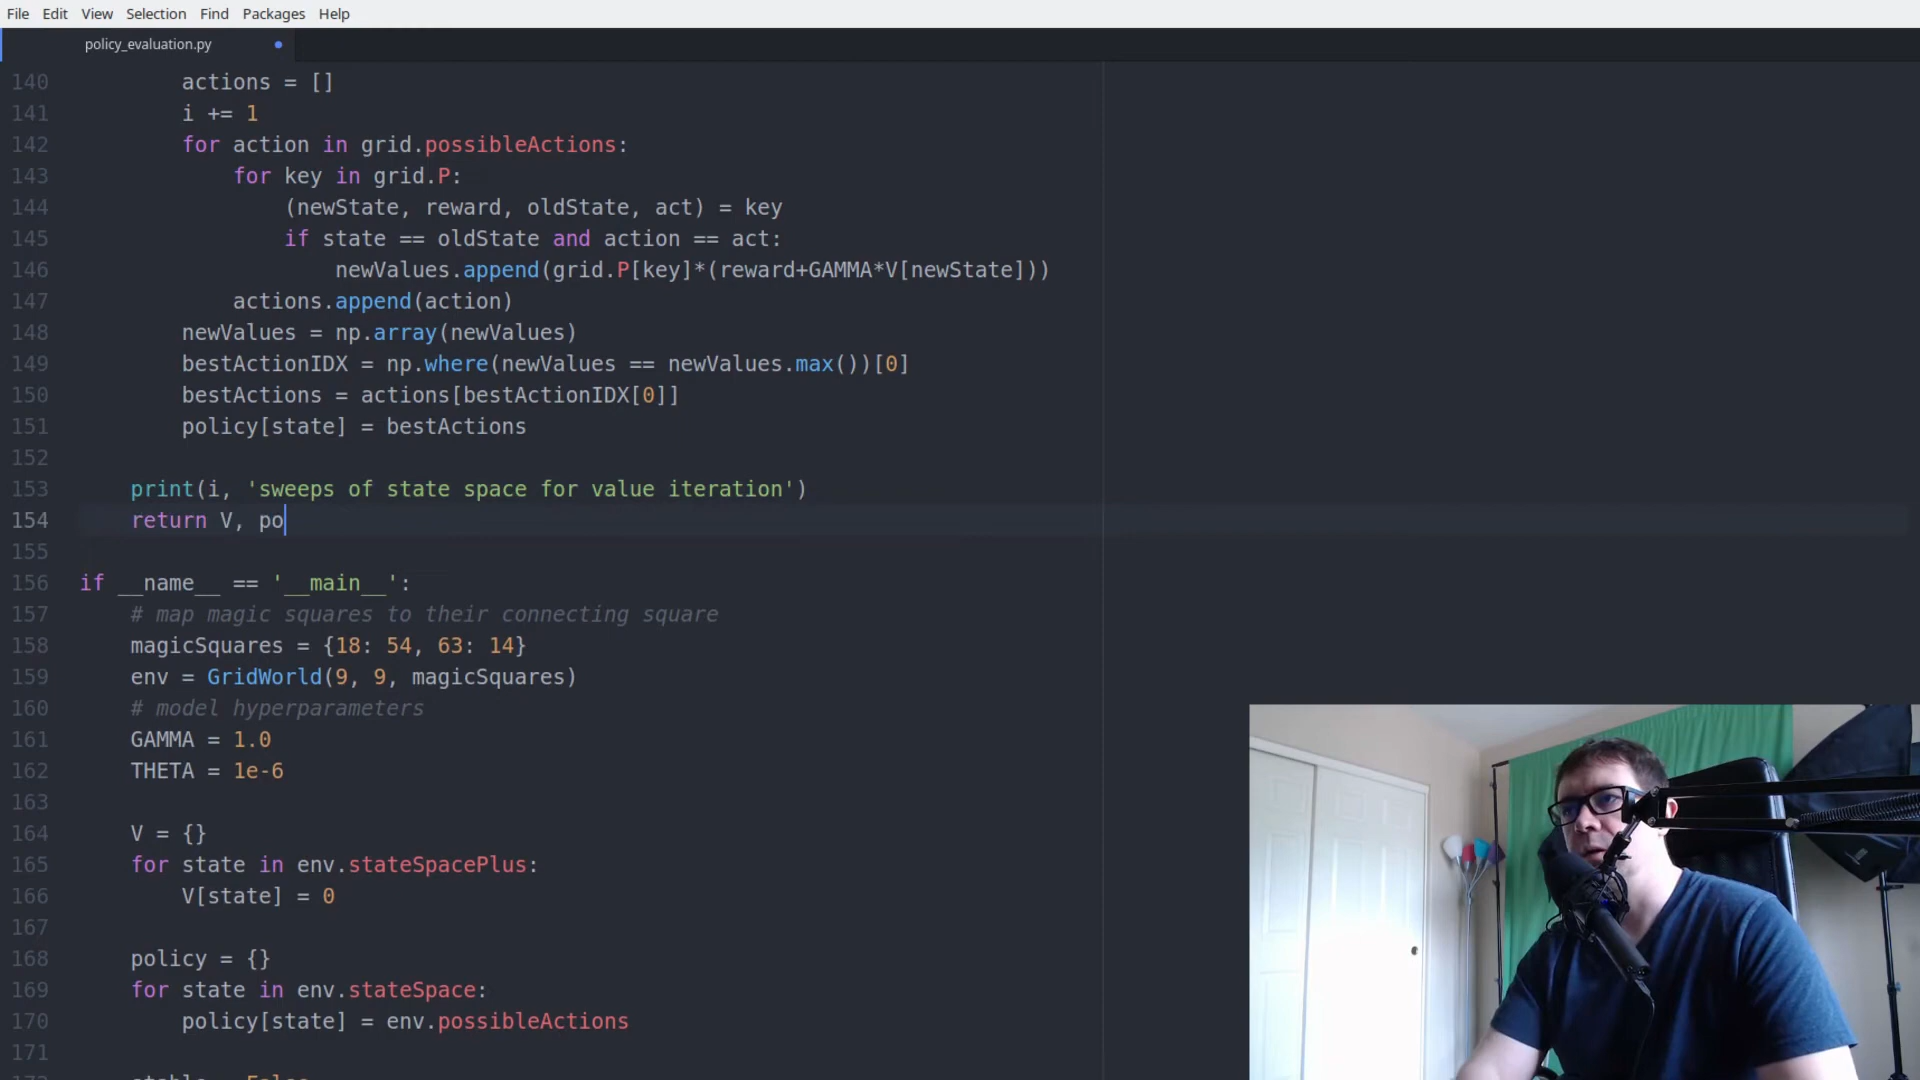 File Edit View Selection Find Packages Help
policy_evaluation.py
140 actions = []
141 i += 1
142 for action in grid.possibleActions:
143 for key in grid.P:
144 (newState, reward, oldState, act) = key
145 if state == oldState and action == act:
146 newValues.append(grid.P[key]*(reward+GAMMA*V[newState]))
147 actions.append(action)
148 newValues = np.array(newValues)
149 bestActionIDX = np.where(newValues == newValues.max())[0]
150 bestActions = actions[bestActionIDX[0]]
151 policy[state] = bestActions
152
153 print(i, 'sweeps of state space for value iteration')
154 return V, po
155
156 if __name__ == '__main__':
157 # map magic squares to their connecting square
158 magicSquares = {18: 54, 63: 14}
159 env = GridWorld(9, 9, magicSquares)
160 # model hyperparameters
161 GAMMA = 1.0
162 THETA = 1e-6
163
164 V = {}
165 for state in env.stateSpacePlus:
166 V[state] = 0
167
168 policy = {}
169 for state in env.stateSpace:
170 policy[state] = env.possibleActions
171